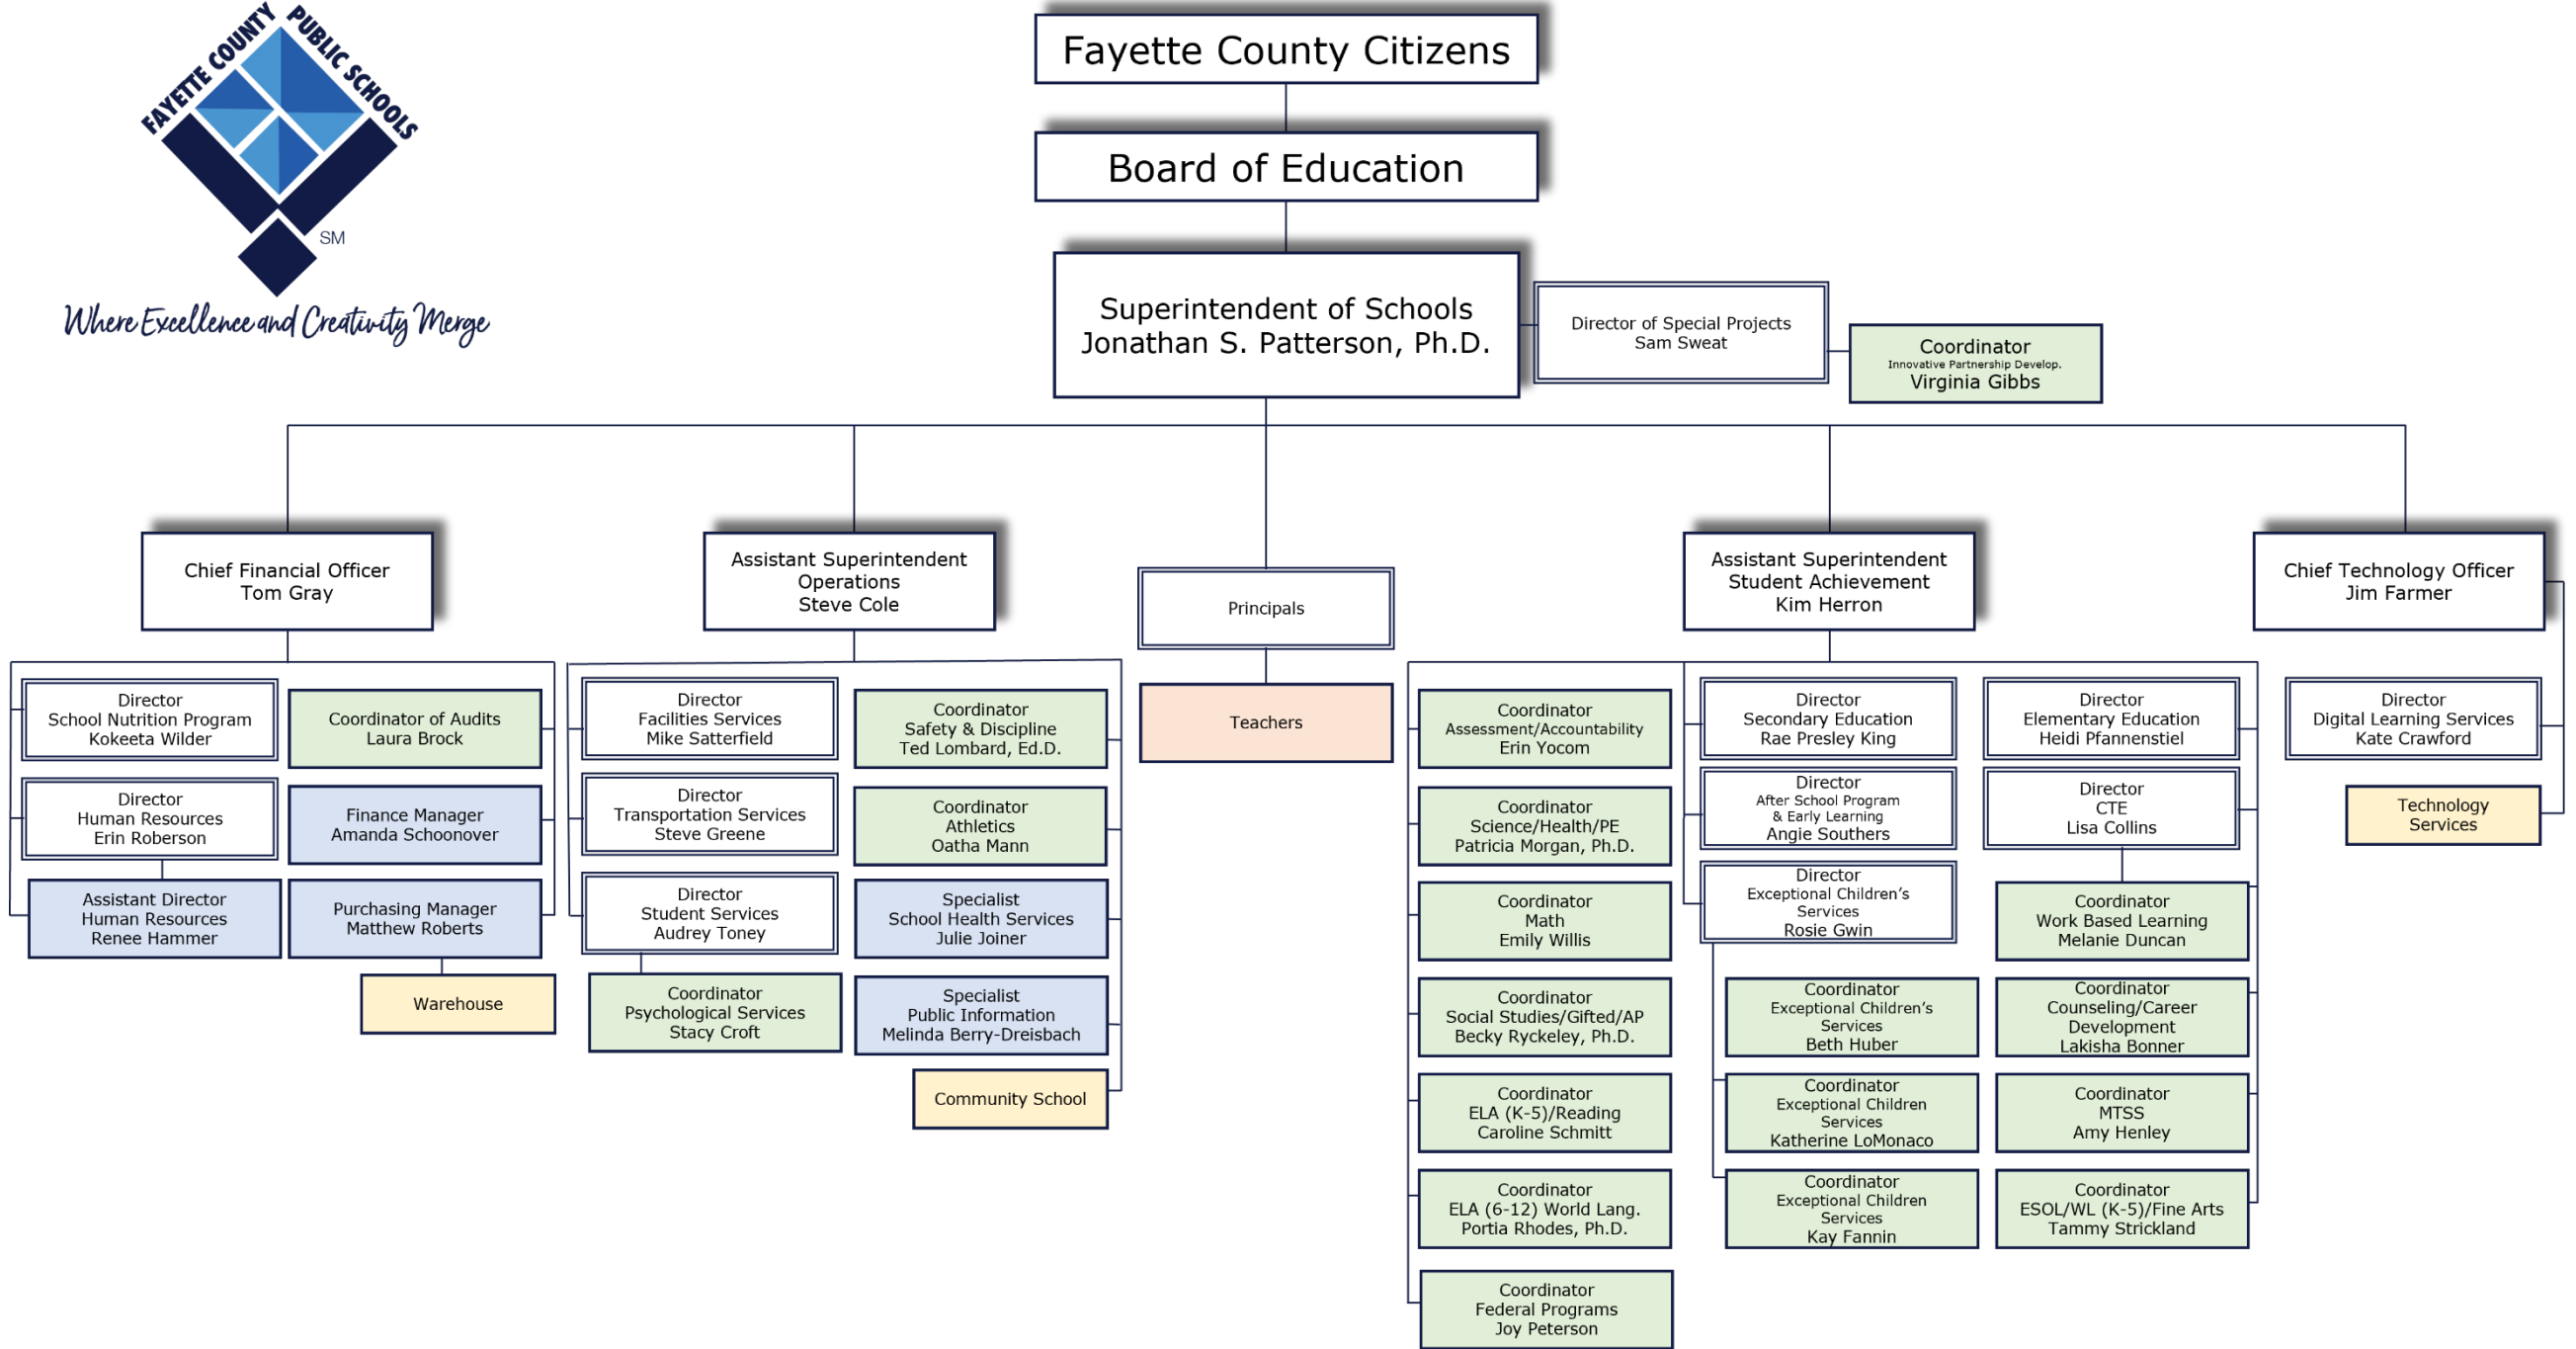 FAYETTE COUNTY
PUBLIC SCHOOLS
SM
Where Excellence and Creativity Merge
Fayette County Citizens
Board of Education
Superintendent of Schools
Jonathan S. Patterson, Ph.D.
Director of Special Projects
Sam Sweat
Coordinator
Innovative Partnership Develop.
Virginia Gibbs
Chief Financial Officer
Tom Gray
Assistant Superintendent
Operations
Steve Cole
Principals
Assistant Superintendent
Student Achievement
Kim Herron
Chief Technology Officer
Jim Farmer
Director
School Nutrition Program
Kokeeta Wilder
Director
Human Resources
Erin Roberson
Assistant Director
Human Resources
Renee Hammer
Coordinator of Audits
Laura Brock
Finance Manager
Amanda Schoonover
Purchasing Manager
Matthew Roberts
Warehouse
Director
Facilities Services
Mike Satterfield
Director
Transportation Services
Steve Greene
Director
Student Services
Audrey Toney
Coordinator
Psychological Services
Stacy Croft
Coordinator
Safety & Discipline
Ted Lombard, Ed.D.
Coordinator
Athletics
Oatha Mann
Specialist
School Health Services
Julie Joiner
Specialist
Public Information
Melinda Berry-Dreisbach
Community School
Teachers
Coordinator
Assessment/Accountability
Erin Yocom
Coordinator
Science/Health/PE
Patricia Morgan, Ph.D.
Coordinator
Math
Emily Willis
Coordinator
Social Studies/Gifted/AP
Becky Ryckeley, Ph.D.
Coordinator
ELA (K-5)/Reading
Caroline Schmitt
Coordinator
ELA (6-12) World Lang.
Portia Rhodes, Ph.D.
Coordinator
Federal Programs
Joy Peterson
Director
Secondary Education
Rae Presley King
Director
After School Program
& Early Learning
Angie Southers
Director
Exceptional Children’s
Services
Rosie Gwin
Coordinator
Exceptional Children’s
Services
Beth Huber
Coordinator
Exceptional Children
Services
Katherine LoMonaco
Coordinator
Exceptional Children
Services
Kay Fannin
Director
Elementary Education
Heidi Pfannenstiel
Director
CTE
Lisa Collins
Coordinator
Work Based Learning
Melanie Duncan
Coordinator
Counseling/Career
Development
Lakisha Bonner
Coordinator
MTSS
Amy Henley
Coordinator
ESOL/WL (K-5)/Fine Arts
Tammy Strickland
Director
Digital Learning Services
Kate Crawford
Technology
Services